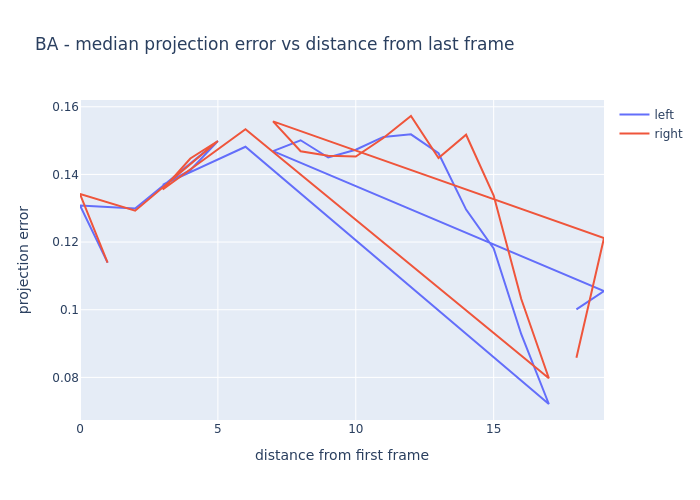 BA - median projection error vs distance from last frame
left
right
0.16
0.14
0.12
0.1
0.08
projection error
0
5
10
15
distance from first frame